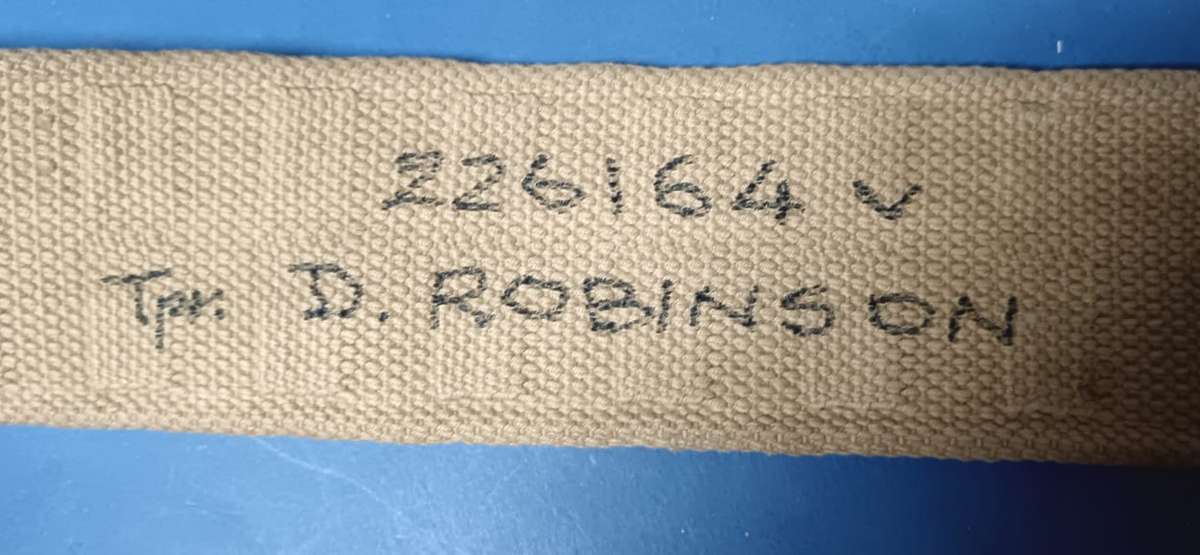 226164 V
Tpr. D. ROBINSON